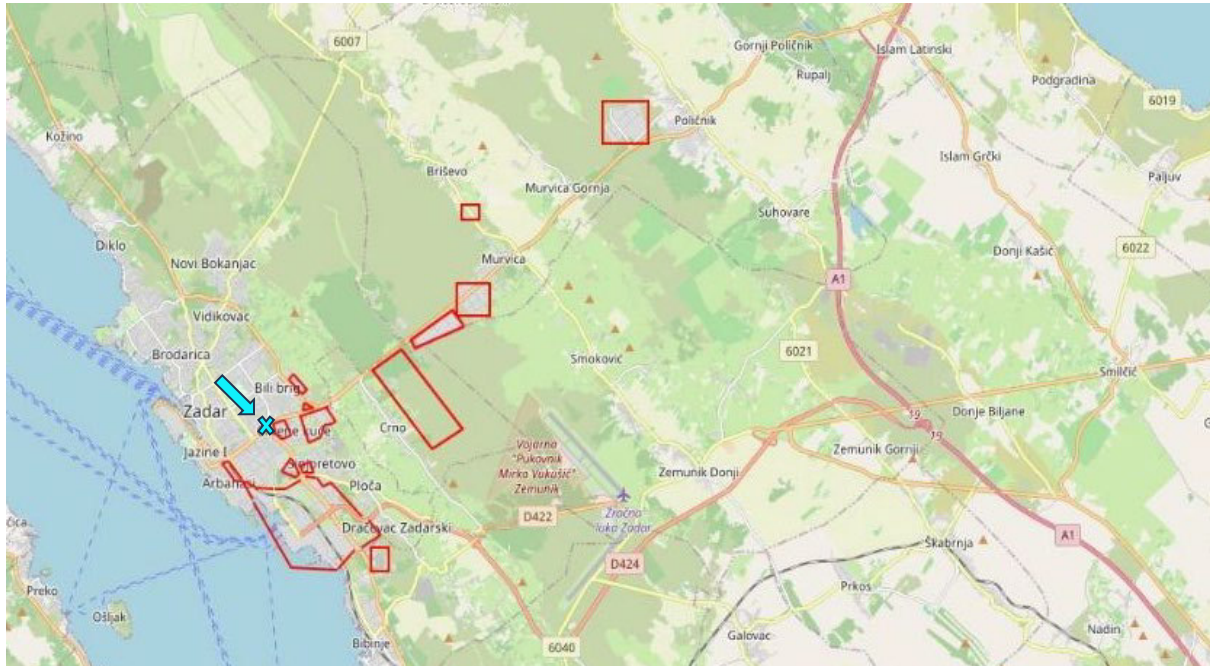 6007
Gornji Poličnik
Islam Latinski
Rupalj
Podgradina
6019
Kožino
Poličnik
Islam Grčki
Briševo
Paljuv
Murvica Gornja
Suhovare
Diklo
Donji Kašić
6022
Novi Bokanjac
Murvica
A1
Vidikovac
Brodarica
Smoković
6021
Smilčić
Bili brig
Zadar
19
Donje Biljane
Crno
19
Jazine I
Vojarna
"Pukovnik
Mirko Vukušić"
Zemunik
Zemunik Gornji
Zemunik Donji
Ploča
Zračna
luka Zadar
D422
Dračevac Zadarski
A1
Škabrnja
D424
Preko
Prkos
Ošljak
Nadin
Galovac
Bibinje
6040